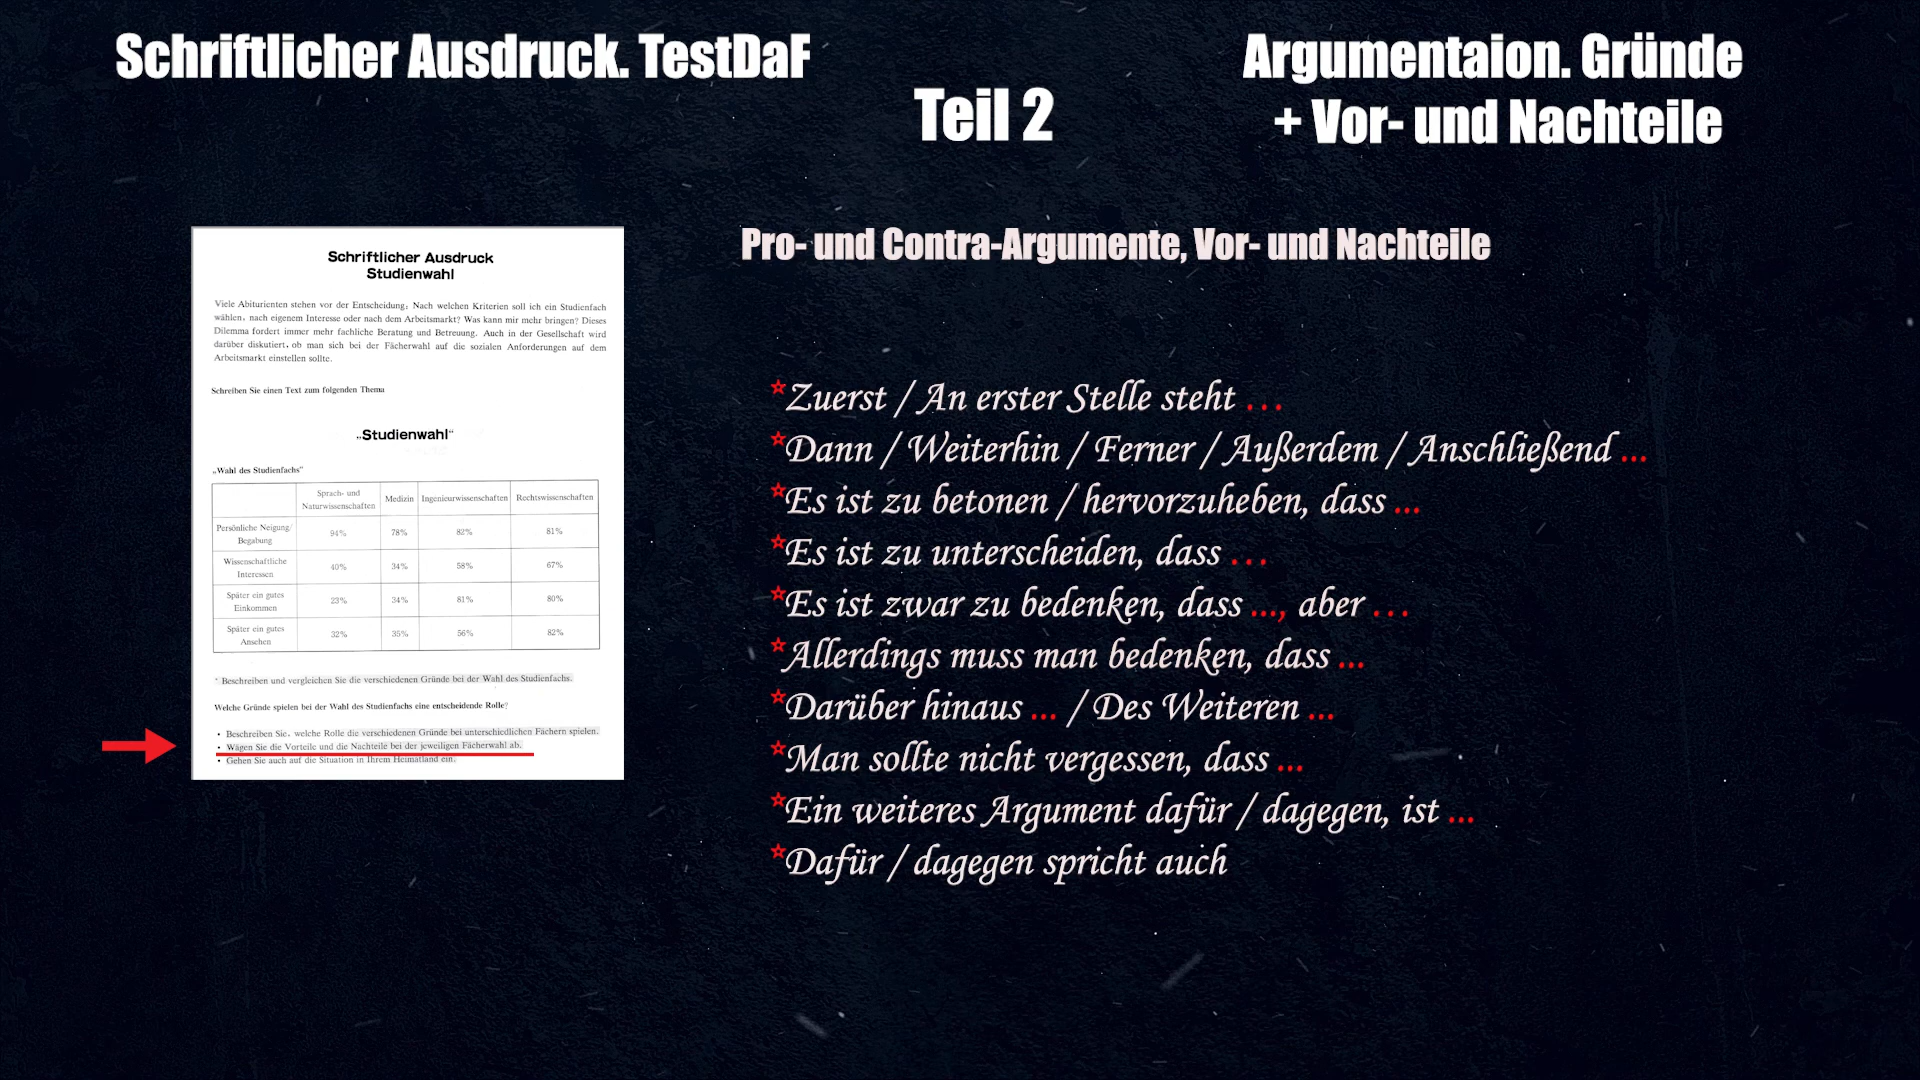 Schriftlicher Ausdruck. TestDaF
Teil 2
Argumentaion. Gründe
+ Vor- und Nachteile
Schriftlicher Ausdruck
Studienwahl
Viele Abiturienten stehen vor der Entscheidung: Nach welchen Kriterien soll ich ein Studienfach
wählen, nach eigenem Interesse oder nach dem Arbeitsmarkt? Was kann mir mehr bringen? Dieses
Dilemma fordert immer mehr fachliche Beratung und Betreuung. Auch in der Gesellschaft wird
darüber diskutiert, ob man sich bei der Fächerwahl auf die sozialen Anforderungen auf dem
Arbeitsmarkt einstellen sollte.
Schreiben Sie einen Text zum folgenden Thema
„Studienwahl“
„Wahl des Studienfachs“
Sprach- und
Naturwissenschaften
Medizin
Ingenieurwissenschaften
Rechtswissenschaften
Persönliche Neigung/
Begabung
94%
78%
82%
81%
Wissenschaftliche
Interessen
40%
34%
58%
67%
Später ein gutes
Einkommen
23%
34%
81%
80%
Später ein gutes
Ansehen
32%
35%
56%
82%
* Beschreiben und vergleichen Sie die verschiedenen Gründe bei der Wahl des Studienfachs.
Welche Gründe spielen bei der Wahl des Studienfachs eine entscheidende Rolle?
• Beschreiben Sie, welche Rolle die verschiedenen Gründe bei unterschiedlichen Fächern spielen.
• Wägen Sie die Vorteile und die Nachteile bei der jeweiligen Fächerwahl ab.
• Gehen Sie auch auf die Situation in Ihrem Heimatland ein.
Pro- und Contra-Argumente, Vor- und Nachteile
*Zuerst / An erster Stelle steht ...
*Dann / Weiterhin / Ferner / Außerdem / Anschließend ...
*Es ist zu betonen / hervorzuheben, dass ...
*Es ist zu unterscheiden, dass ...
*Es ist zwar zu bedenken, dass ..., aber ...
*Allerdings muss man bedenken, dass ...
*Darüber hinaus ... / Des Weiteren ...
*Man sollte nicht vergessen, dass ...
*Ein weiteres Argument dafür / dagegen, ist ...
*Dafür / dagegen spricht auch